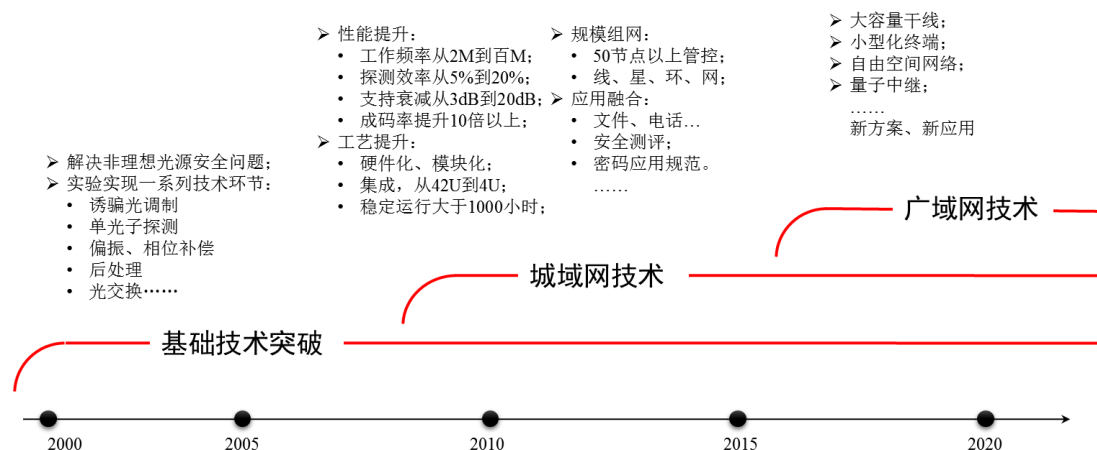 ➢ 解决非理想光源安全问题；
➢ 实验实现一系列技术环节：
• 诱骗光调制
• 单光子探测
• 偏振、相位补偿
• 后处理
• 光交换……
➢ 性能提升：
• 工作频率从2M到百M；
• 探测效率从5%到20%；
• 支持衰减从3dB到20dB；
• 成码率提升10倍以上；
➢ 工艺提升：
• 硬件化、模块化；
• 集成，从42U到4U；
• 稳定运行大于1000小时；
➢ 规模组网：
• 50节点以上管控；
• 线、星、环、网；
➢ 应用融合：
• 文件、电话…
• 安全测评；
• 密码应用规范。
……
➢ 大容量干线；
➢ 小型化终端；
➢ 自由空间网络；
➢ 量子中继；
……
新方案、新应用
广域网技术
城域网技术
基础技术突破
2000
2005
2010
2015
2020